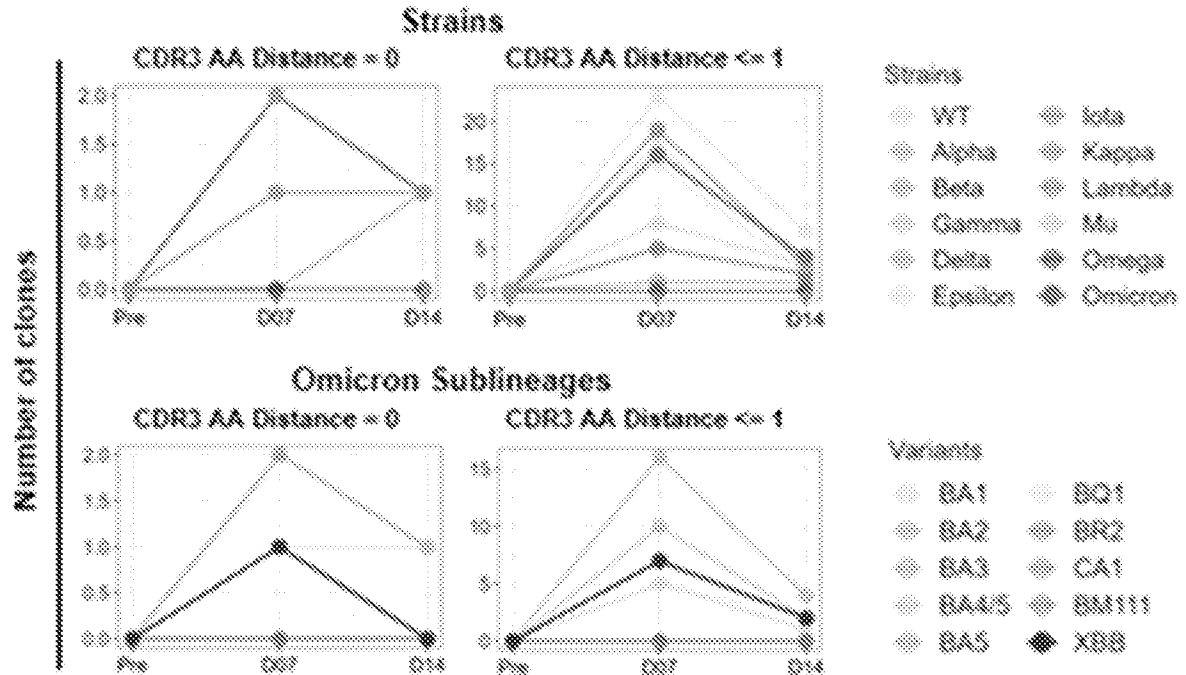 Strains
CDR3 AA Distance = 0
CDR3 AA Distance <= 1
2.0
1.5
1.0
0.5
0.0
Pre
D07
D14
20
15
10
5
0
Pre
D07
D14
Strains
WT
Alpha
Beta
Gamma
Delta
Epsilon
Iota
Kappa
Lambda
Mu
Omega
Omicron
Number of clones
Omicron Sublineages
CDR3 AA Distance = 0
CDR3 AA Distance <= 1
2.0
1.5
1.0
0.5
0.0
Pre
D07
D14
15
10
5
0
Pre
D07
D14
Variants
BA1
BA2
BA3
BA4/5
BA5
BQ1
BR2
CA1
BM111
XBB